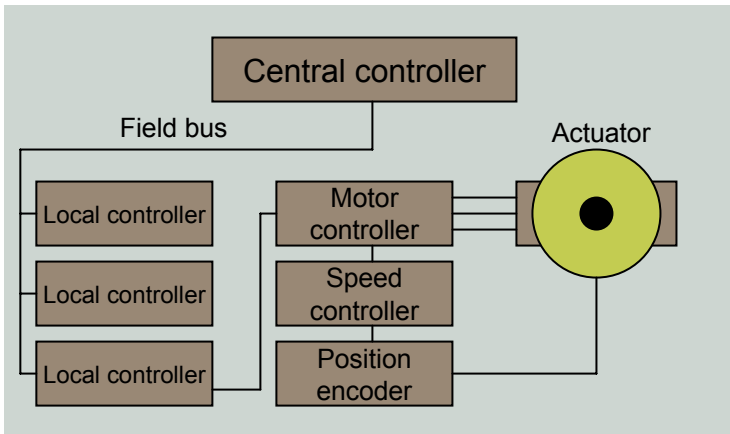 Central controller
Field bus
Actuator
Local controller
Motor
controller
Local controller
Speed
controller
Local controller
Position
encoder